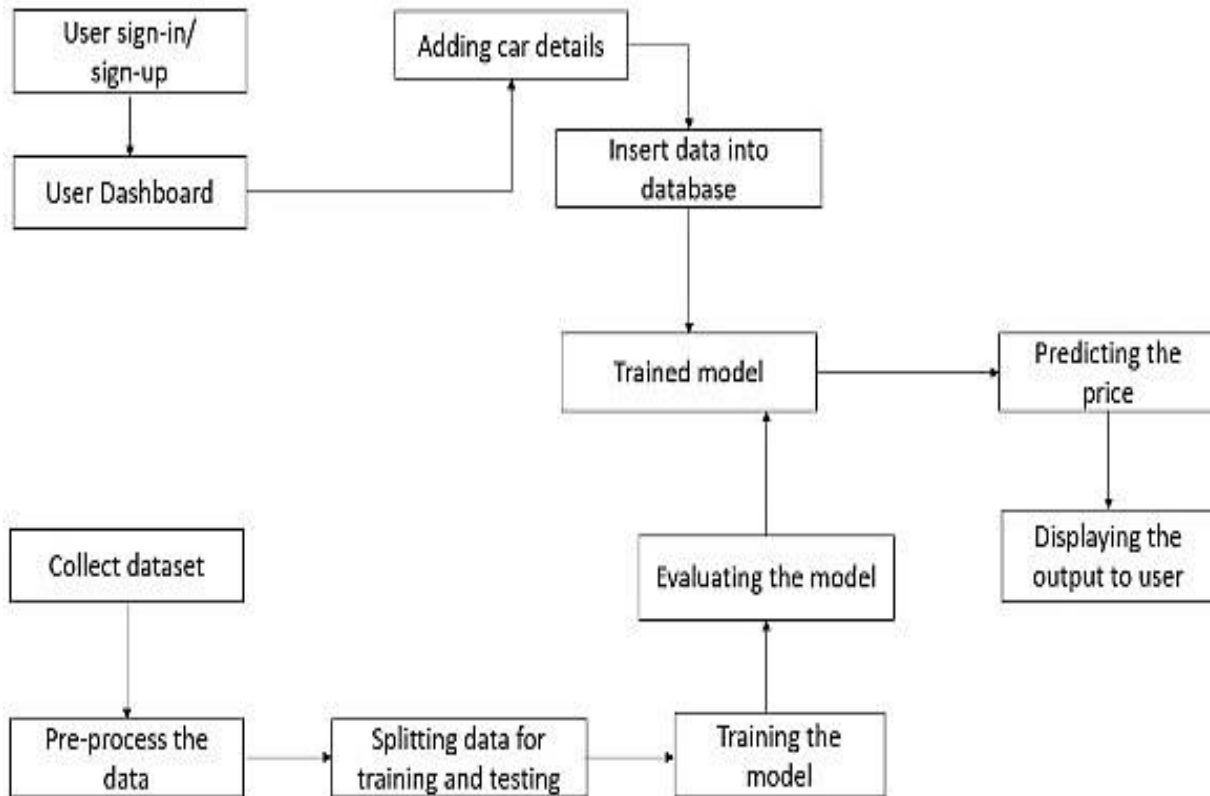 User sign-in/
sign-up
Adding car details
User Dashboard
Insert data into
database
Trained model
Predicting the
price
Collect dataset
Evaluating the model
Displaying the
output to user
Pre-process the
data
Splitting data for
training and testing
Training the
model